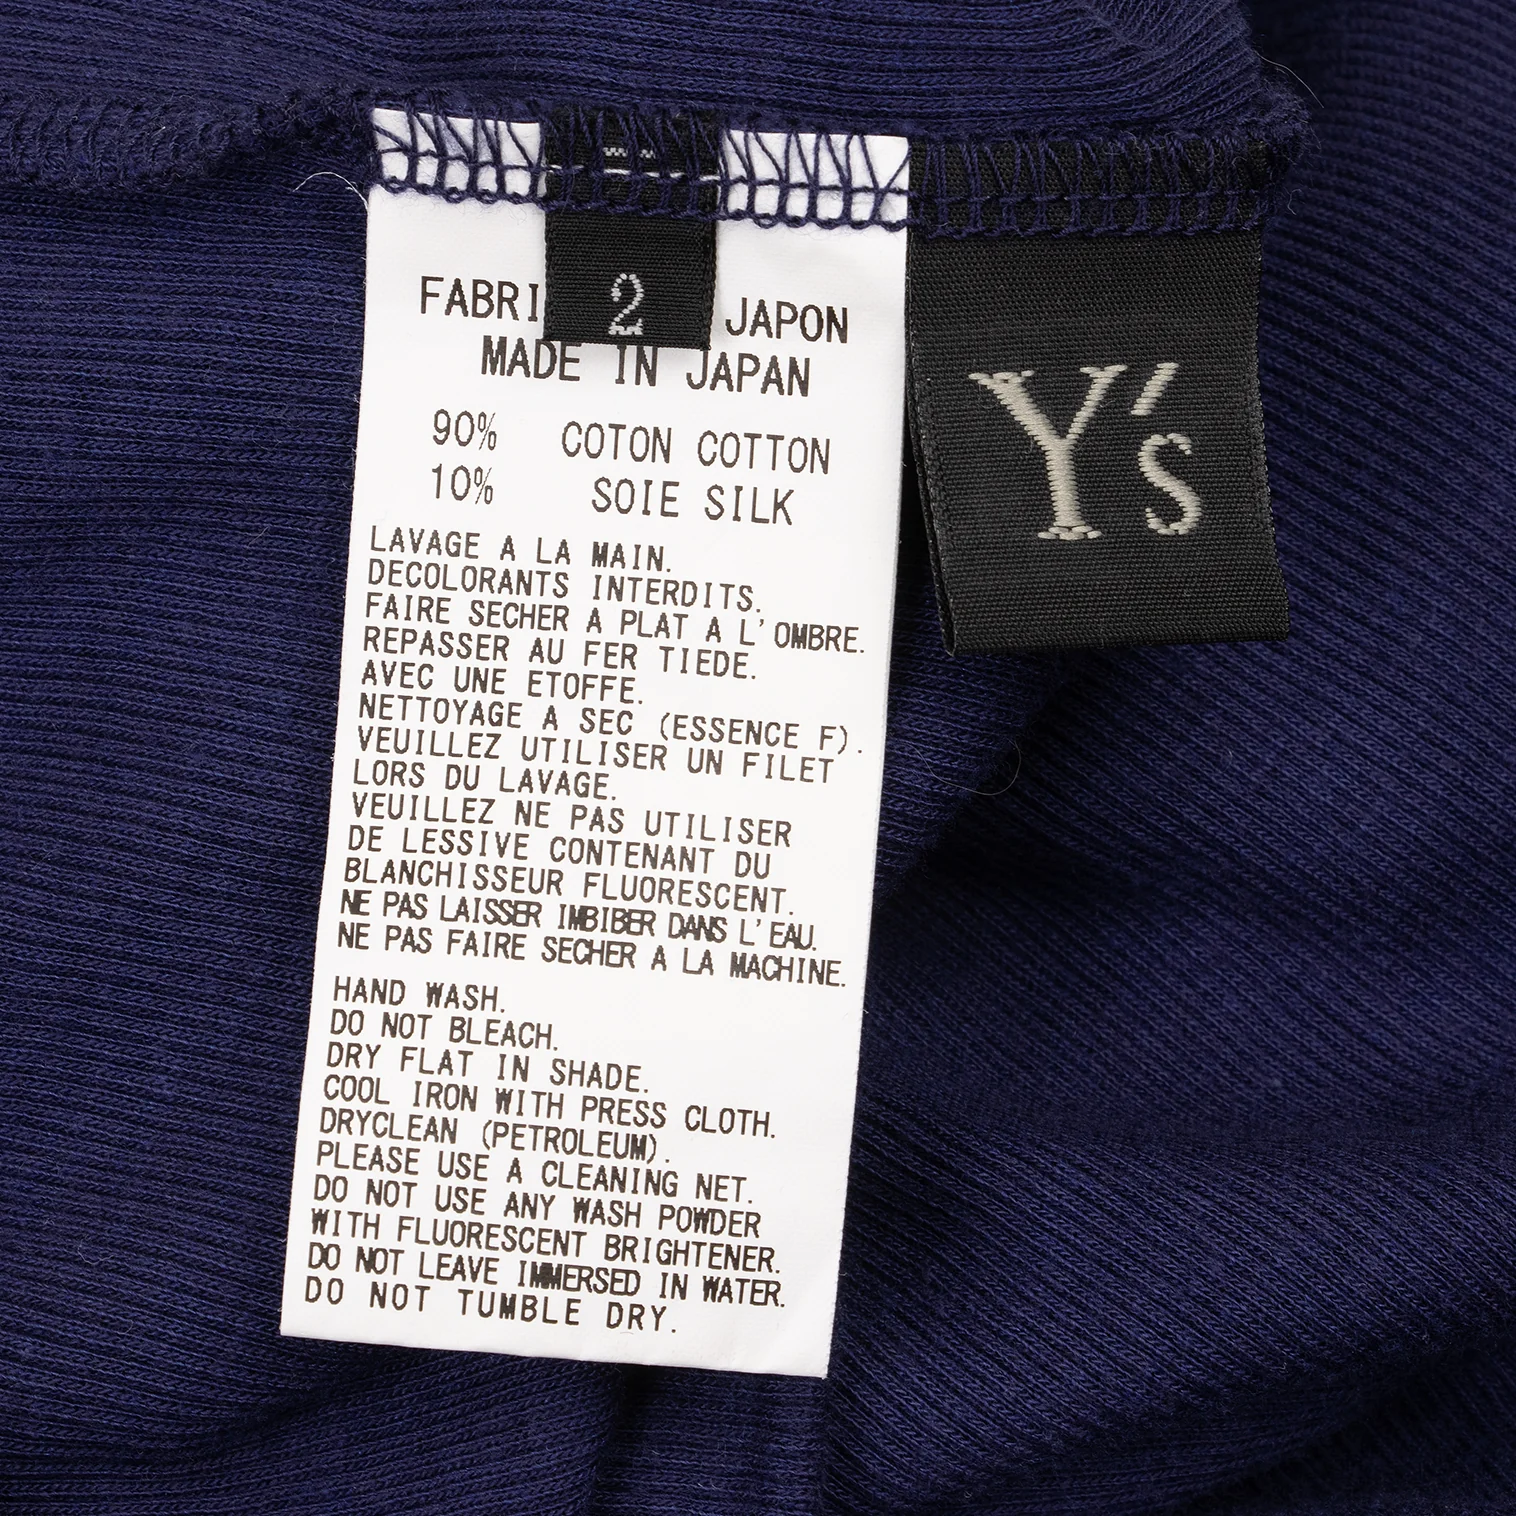 2
Y's
FABRI JAPON
MADE IN JAPAN
90% COTON COTTON
10% SOIE SILK
LAVAGE A LA MAIN.
DECOLORANTS INTERDITS.
FAIRE SECHER A PLAT A L'OMBRE.
REPASSER AU FER TIEDE.
AVEC UNE ETOFFE.
NETTOYAGE A SEC (ESSENCE F).
VEUILLEZ UTILISER UN FILET
LORS DU LAVAGE.
VEUILLEZ NE PAS UTILISER
DE LESSIVE CONTENANT DU
BLANCHISSEUR FLUORESCENT.
NE PAS LAISSER IMBIBER DANS L'EAU.
NE PAS FAIRE SECHER A LA MACHINE.
HAND WASH.
DO NOT BLEACH.
DRY FLAT IN SHADE.
COOL IRON WITH PRESS CLOTH.
DRYCLEAN (PETROLEUM).
PLEASE USE A CLEANING NET.
DO NOT USE ANY WASH POWDER
WITH FLUORESCENT BRIGHTENER.
DO NOT LEAVE IMMERSED IN WATER.
DO NOT TUMBLE DRY.